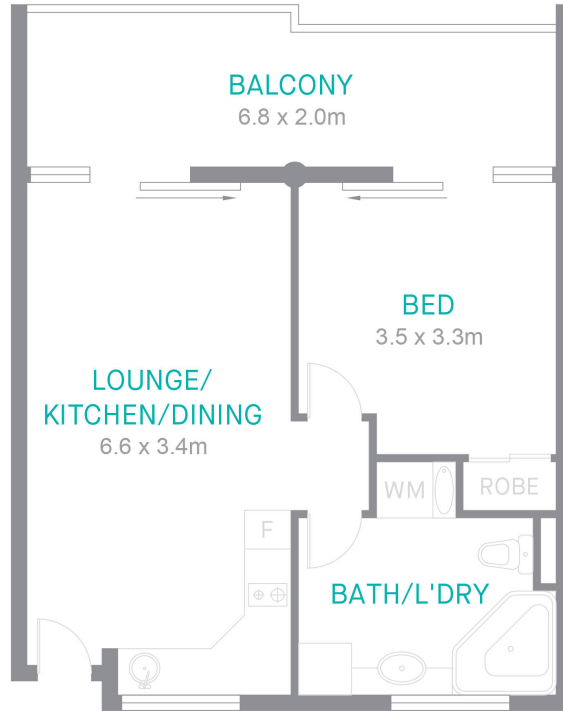 BALCONY
6.8 x 2.0m
BED
3.5 x 3.3m
LOUNGE/
KITCHEN/DINING
6.6 x 3.4m
WM
ROBE
F
BATH/L'DRY